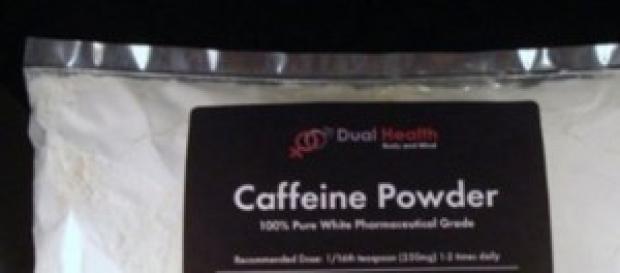 Dual Health
Body and Mind
Caffeine Powder
100% Pure White Pharmaceutical Grade
Recommended Dose: 1/16th teaspoon (250mg) 1-2 times daily